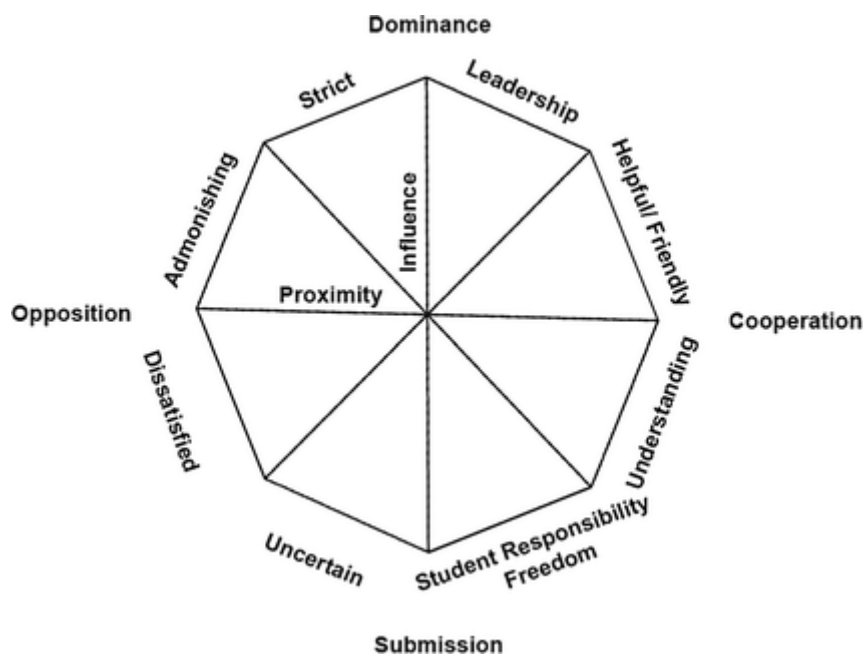 Dominance
Strict
Leadership
Admonishing
Influence
Helpful/ Friendly
Proximity
Opposition
Cooperation
Dissatisfied
Understanding
Uncertain
Student Responsibility
Freedom
Submission